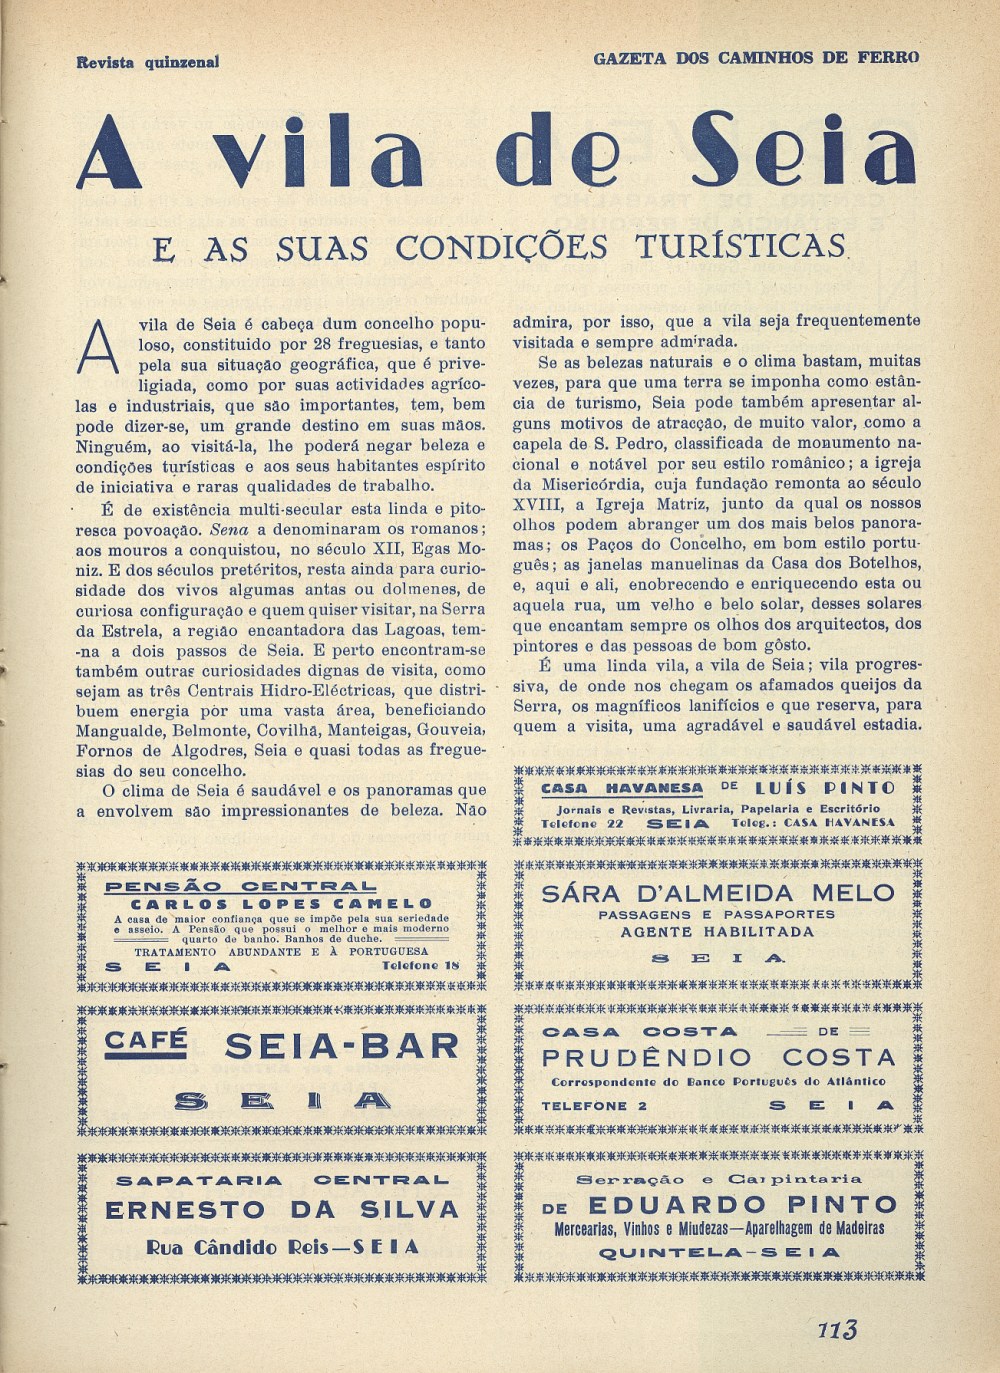 Revista quinzenal
GAZETA DOS CAMINHOS DE FERRO
A vila de Seia
E AS SUAS CONDIÇÕES TURÍSTICAS
A vila de Seia é cabeça dum concelho popu-
loso, constituido por 28 freguesias, e tanto
pela sua situação geográfica, que é prive-
ligiada, como por suas actividades agríco-
las e industriais, que são importantes, tem, bem
pode dizer-se, um grande destino em suas mãos.
Ninguém, ao visitá-la, lhe poderá negar beleza e
condições turísticas e aos seus habitantes espírito
de iniciativa e raras qualidades de trabalho.
É de existência multi-secular esta linda e pito-
resca povoação. Sena a denominaram os romanos;
aos mouros a conquistou, no século XII, Egas Mo-
niz. E dos séculos pretéritos, resta ainda para curio-
sidade dos vivos algumas antas ou dolmenes, de
curiosa configuração e quem quiser visitar, na Serra
da Estrela, a região encantadora das Lagoas, tem-
-na a dois passos de Seia. E perto encontram-se
também outras curiosidades dignas de visita, como
sejam as três Centrais Hidro-Eléctricas, que distri-
buem energia por uma vasta área, beneficiando
Mangualde, Belmonte, Covilhã, Manteigas, Gouveia,
Fornos de Algodres, Seia e quasi todas as fregue-
sias do seu concelho.
O clima de Seia é saudável e os panoramas que
a envolvem são impressionantes de beleza. Não
admira, por isso, que a vila seja frequentemente
visitada e sempre admirada.
Se as belezas naturais e o clima bastam, muitas
vezes, para que uma terra se imponha como estân-
cia de turismo, Seia pode também apresentar al-
guns motivos de atracção, de muito valor, como a
capela de S. Pedro, classificada de monumento na-
cional e notável por seu estilo românico; a igreja
da Misericórdia, cuja fundação remonta ao século
XVIII, a Igreja Matriz, junto da qual os nossos
olhos podem abranger um dos mais belos panora-
mas; os Paços do Concelho, em bom estilo portu-
guês; as janelas manuelinas da Casa dos Botelhos,
e, aqui e ali, enobrecendo e enriquecendo esta ou
aquela rua, um velho e belo solar, desses solares
que encantam sempre os olhos dos arquitectos, dos
pintores e das pessoas de bom gôsto.
É uma linda vila, a vila de Seia; vila progres-
siva, de onde nos chegam os afamados queijos da
Serra, os magníficos lanifícios e que reserva, para
quem a visita, uma agradável e saudável estadia.
CASA HAVANESA DE LUÍS PINTO
Jornais e Revistas, Livraria, Papelaria e Escritório
Telefone 22 SEIA Teleg.: CASA HAVANESA
PENSÃO CENTRAL
CARLOS LOPES CAMELO
A casa de maior confiança que se impõe pela sua seriedade
e asseio. A Pensão que possui o melhor e mais moderno
quarto de banho. Banhos de duche.
TRATAMENTO ABUNDANTE E À PORTUGUESA
SEIA Telefone 18
SÁRA D'ALMEIDA MELO
PASSAGENS E PASSAPORTES
AGENTE HABILITADA
SEIA
CAFÉ SEIA-BAR
SEIA
CASA COSTA DE
PRUDÊNDIO COSTA
Correspondente do Banco Português do Atlântico
TELEFONE 2 SEIA
SAPATARIA CENTRAL
ERNESTO DA SILVA
Rua Cândido Reis—SEIA
Serração e Carpintaria
DE EDUARDO PINTO
Mercearias, Vinhos e Miudezas—Aparelhagem de Madeiras
QUINTELA-SEIA
113